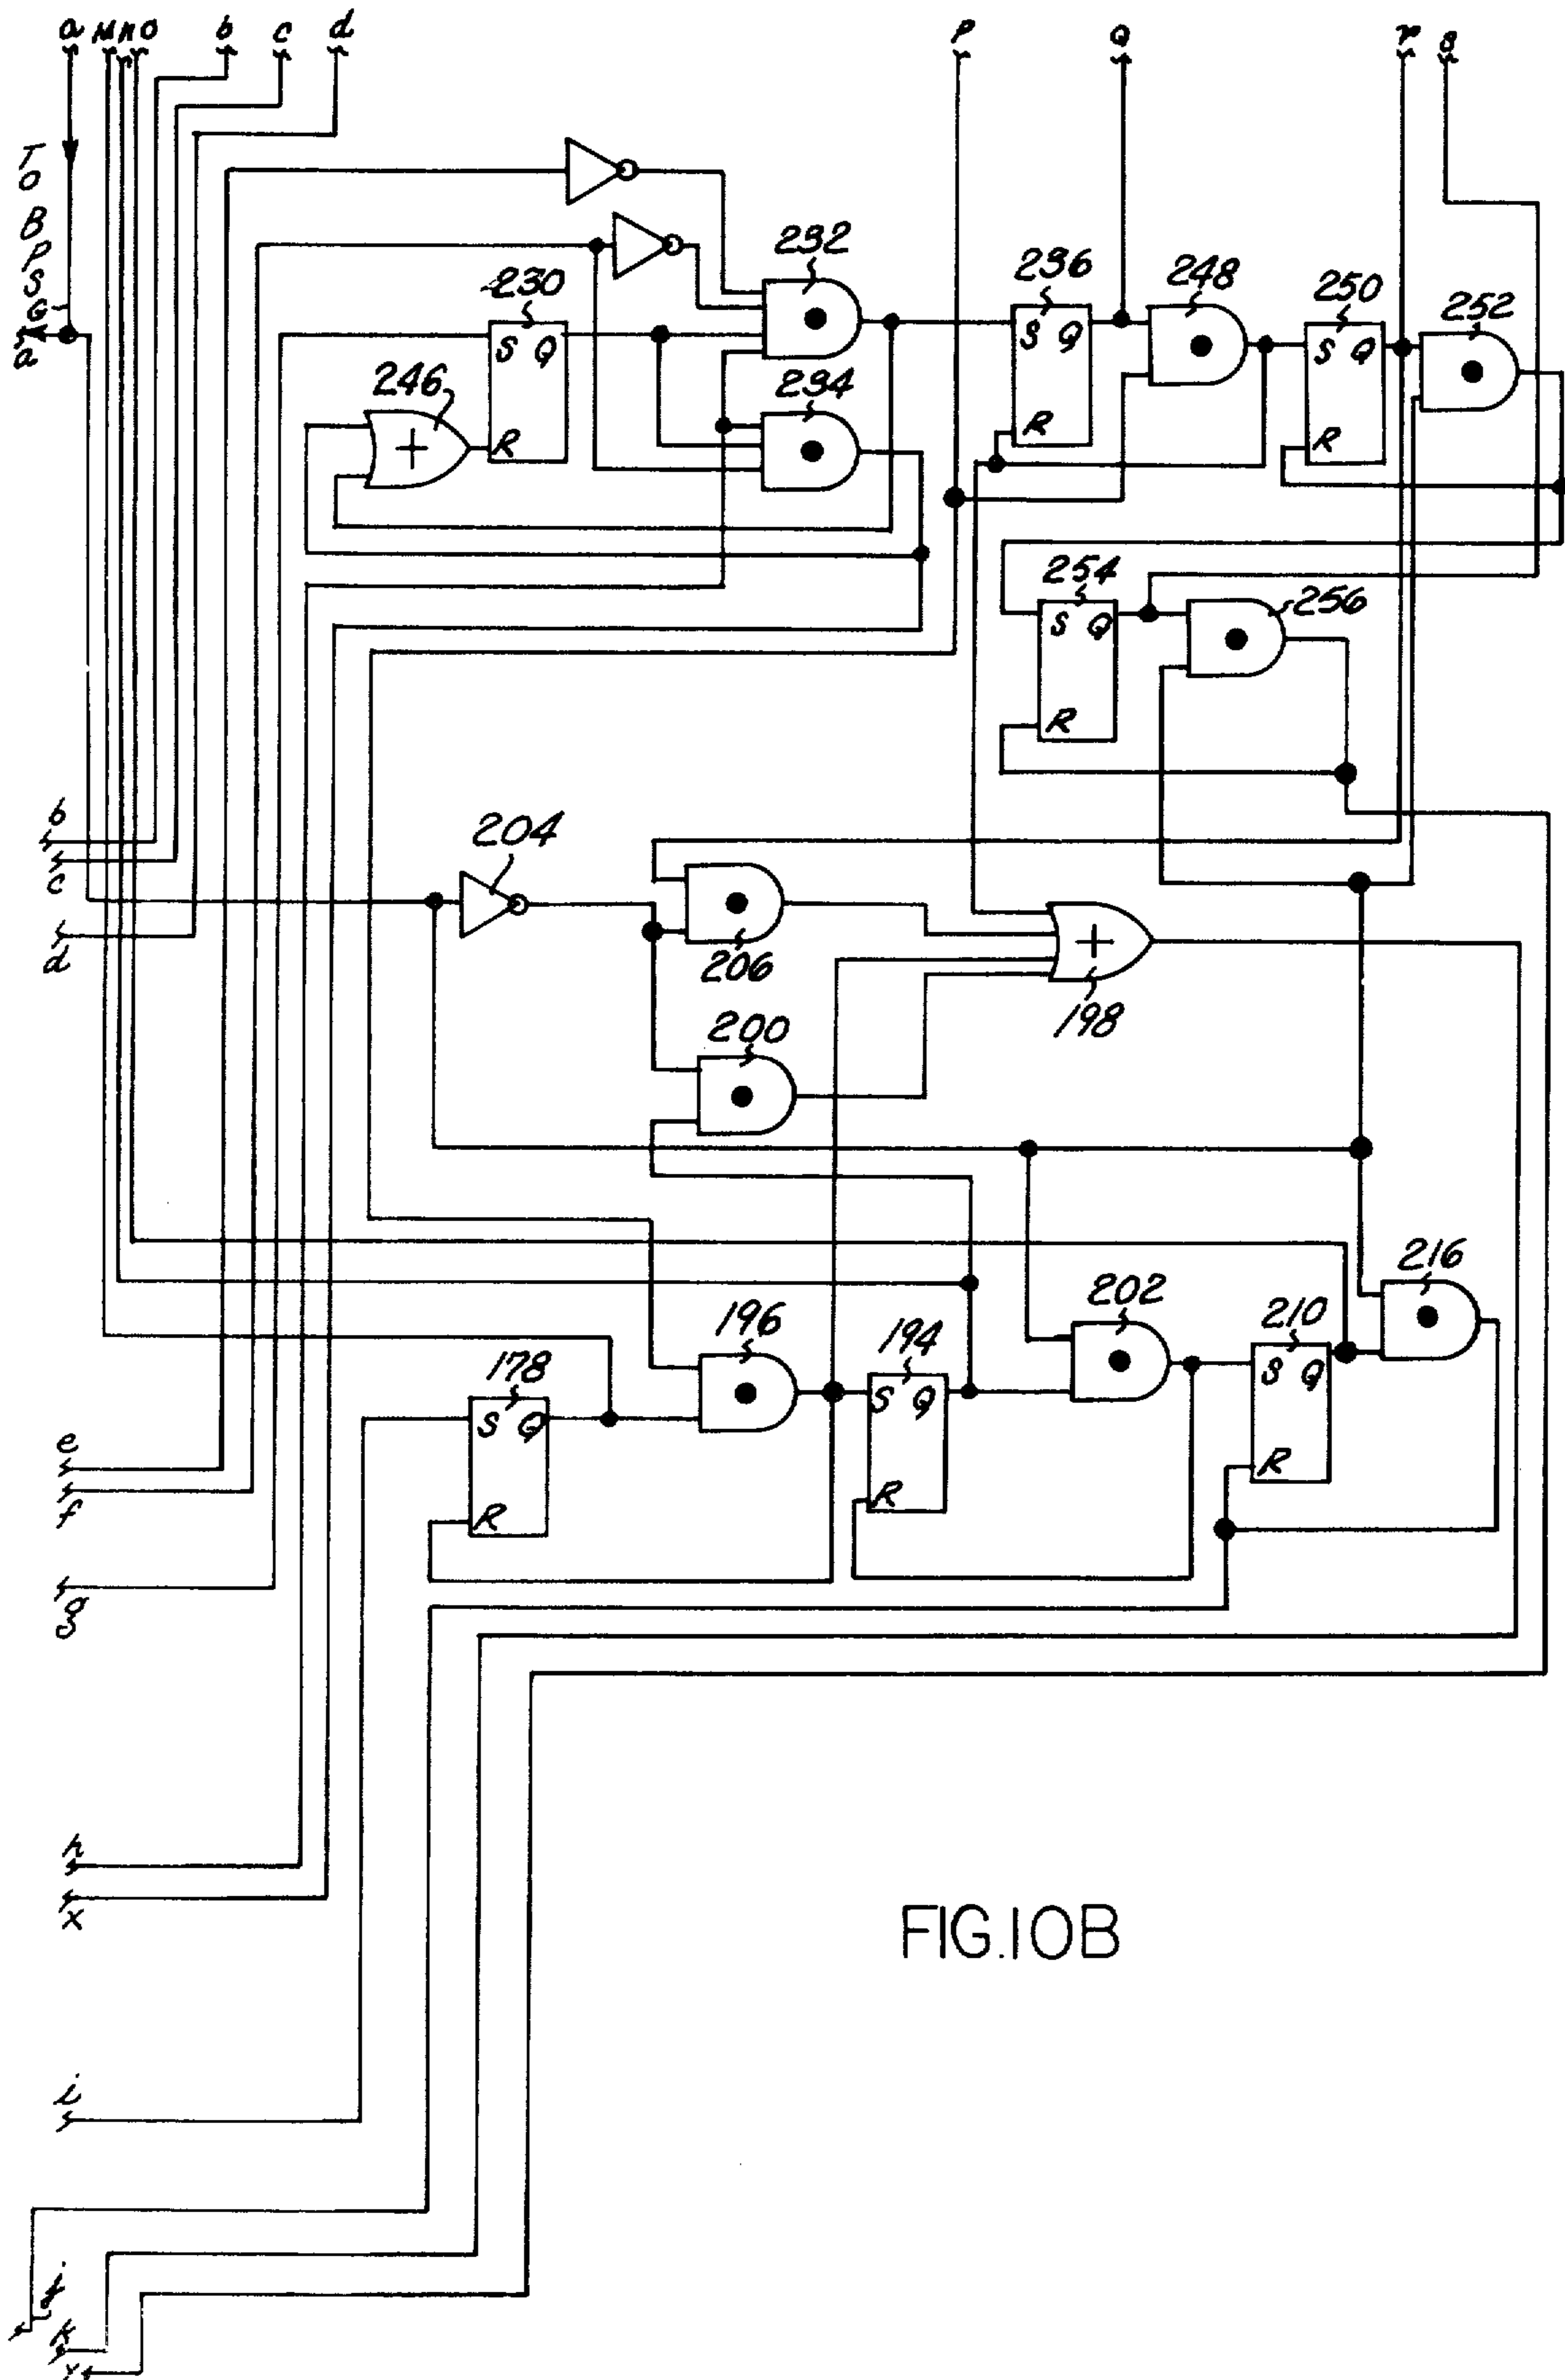 a M n o b c d P Q r s
TO BPSG
a
232
230
236
248
250
252
S Q
S Q
S Q
246
234
R
R
R
254
256
S Q
R
b
204
c
d
206
198
200
216
202
210
196
194
178
S Q
S Q
S Q
e
R
R
R
f
g
h
x
FIG. 10B
i
j
k